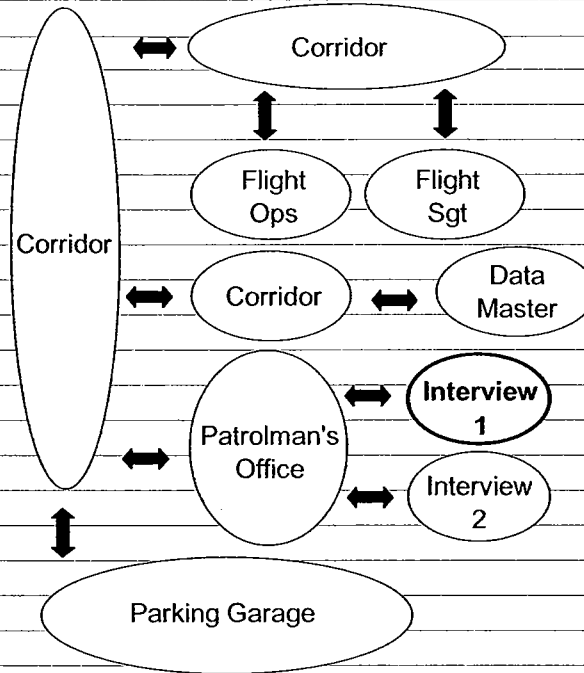 Corridor
Flight
Ops
Flight
Sgt
Corridor
Corridor
Data
Master
Patrolman's
Office
Interview
1
Interview
2
Parking Garage